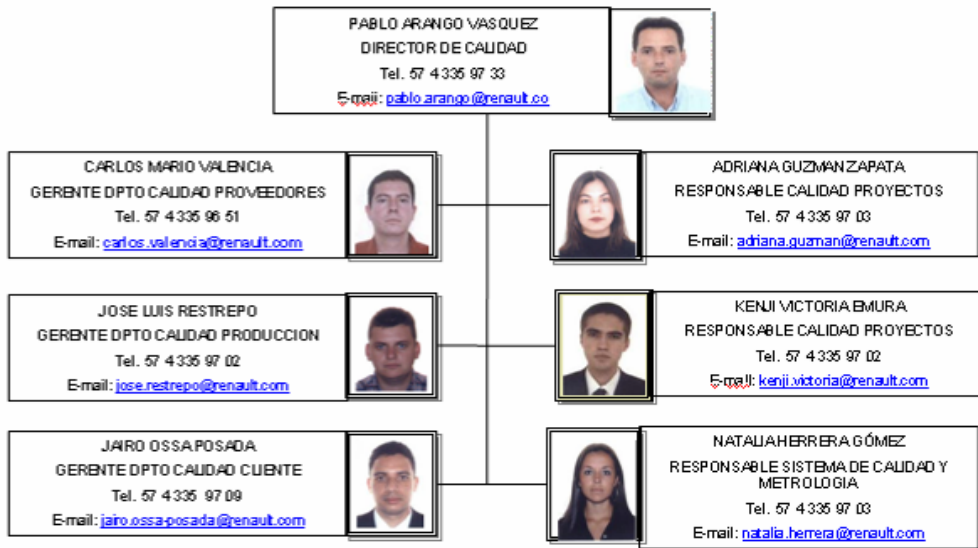 PABLO ARANGO VASQUEZ
DIRECTOR DE CALIDAD
Tel. 57 4 335 97 33
E-mail: pablo.arango@renault.co
CARLOS MARIO VALENCIA
GERENTE DPTO CALIDAD PROVEEDORES
Tel. 57 4 335 96 51
E-mail: carlos.valencia@renault.com
ADRIANA GUZMAN ZAPATA
RESPONSABLE CALIDAD PROYECTOS
Tel. 57 4 335 97 03
E-mail: adriana.guzman@renault.com
JOSE LUIS RESTREPO
GERENTE DPTO CALIDAD PRODUCCION
Tel. 57 4 335 97 02
E-mail: jose.restrepo@renault.com
KENJI VICTORIA EMURA
RESPONSABLE CALIDAD PROYECTOS
Tel. 57 4 335 97 02
E-mail: kenji.victoria@renault.com
JAIRO OSSA POSADA
GERENTE DPTO CALIDAD CLIENTE
Tel. 57 4 335 97 09
E-mail: jairo.ossa-posada@renault.com
NATALIA HERRERA GÓMEZ
RESPONSABLE SISTEMA DE CALIDAD Y
METROLOGIA
Tel. 57 4 335 97 03
E-mail: natalia.herrera@renault.com